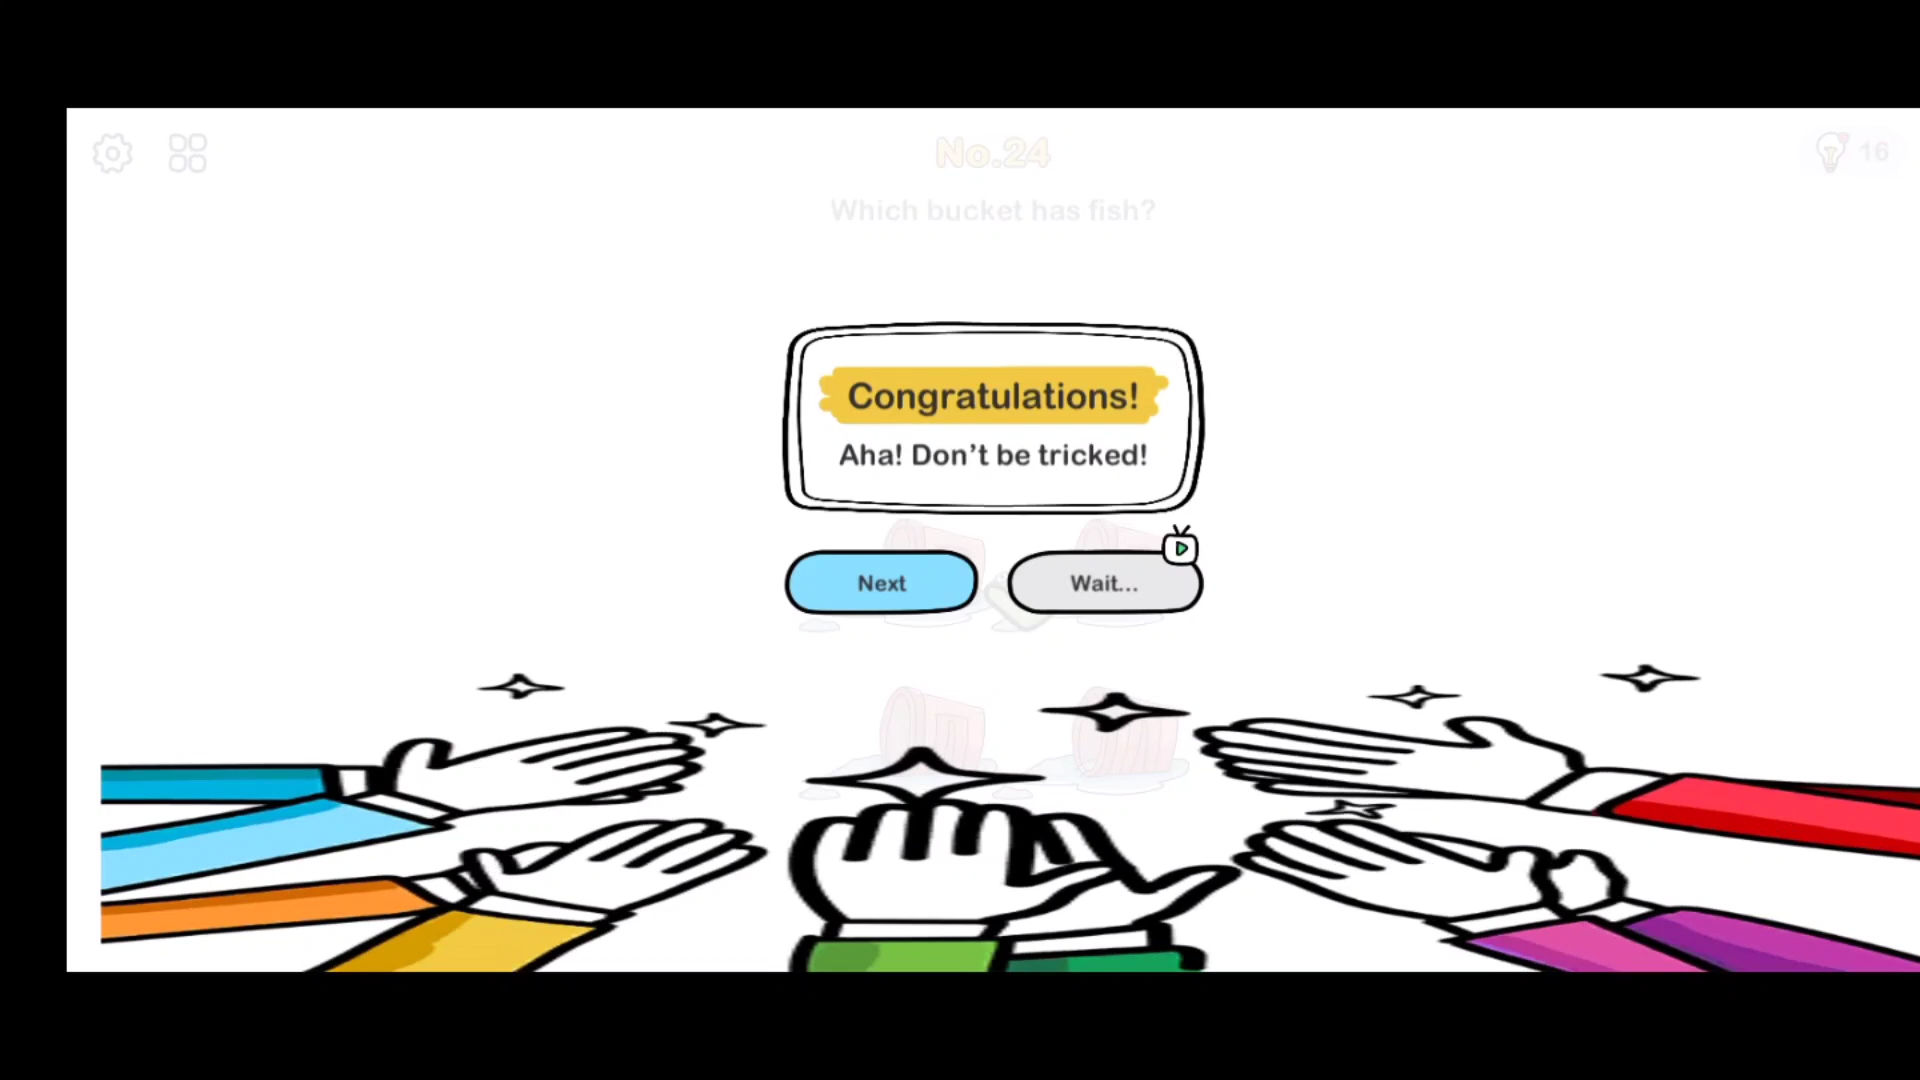 No.24
16
Which bucket has fish?
Congratulations!
Aha! Don’t be tricked!
Next
Wait...